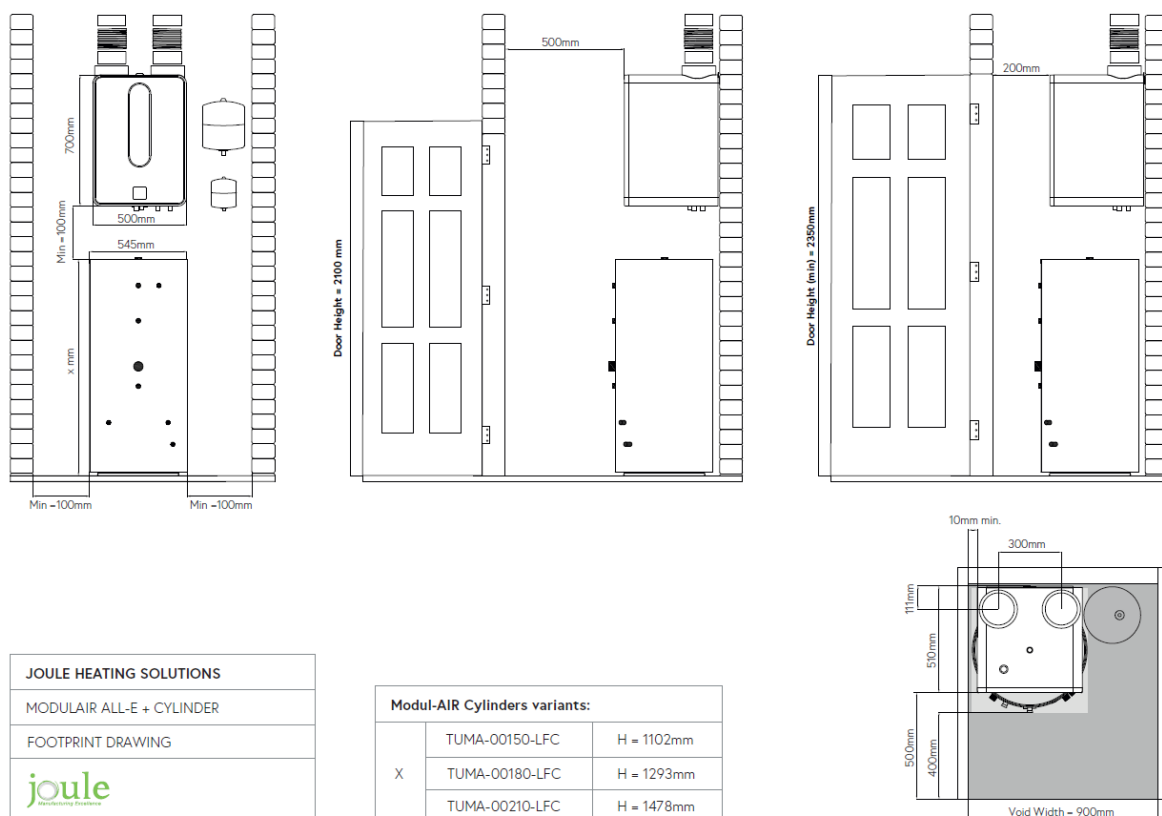 500mm
200mm
700mm
500mm
Min =100mm
545mm
x mm
Min =100mm
Min =100mm
Door Height = 2100 mm
Door Height (min) = 2350mm
10mm min.
300mm
111mm
510mm
500mm
400mm
Void Width = 900mm
JOULE HEATING SOLUTIONS
MODULAIR ALL-E + CYLINDER
FOOTPRINT DRAWING
joule
Manufacturing Excellence
Modul-AIR Cylinders variants:
X
TUMA-00150-LFC H = 1102mm
TUMA-00180-LFC H = 1293mm
TUMA-00210-LFC H = 1478mm